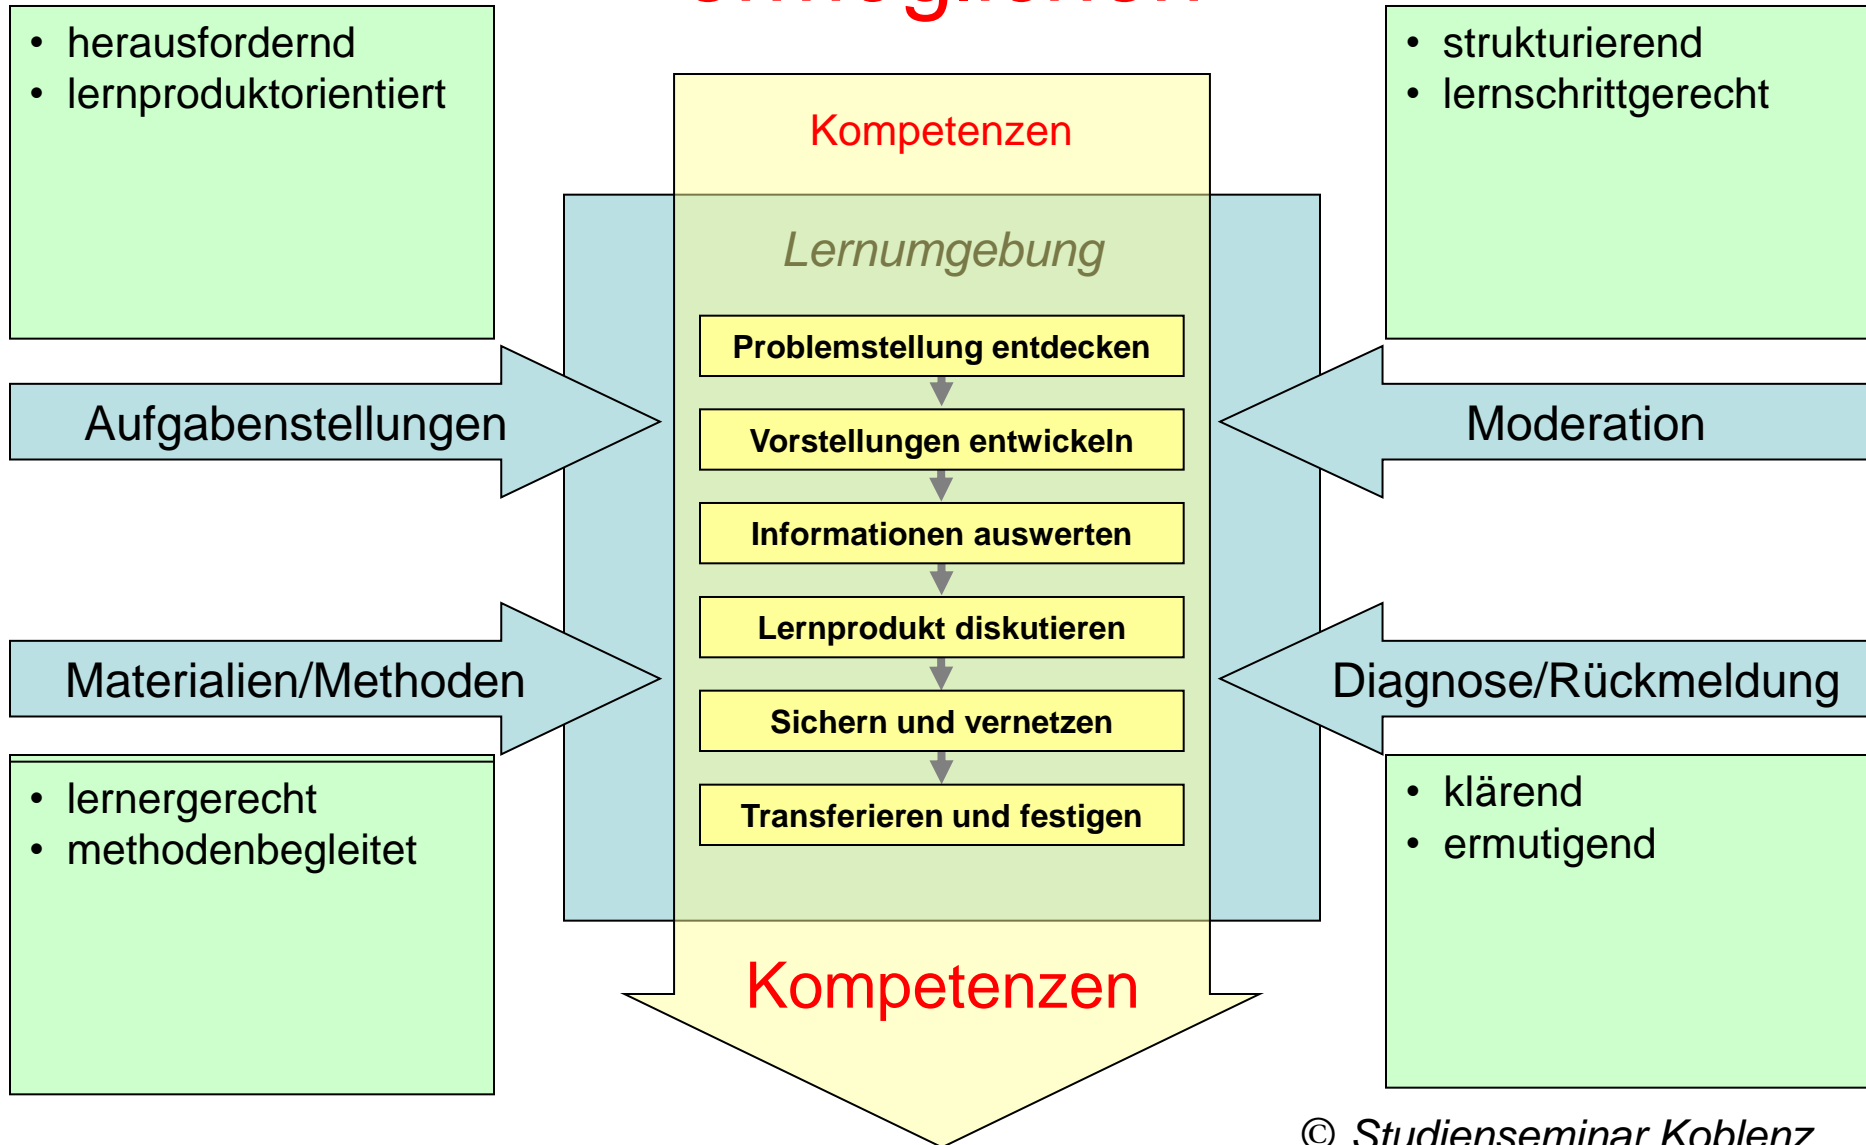 ermöglichen
• herausfordernd
• lernproduktorientiert
• strukturierend
• lernschrittgerecht
Kompetenzen
Lernumgebung
Problemstellung entdecken
Vorstellungen entwickeln
Informationen auswerten
Lernprodukt diskutieren
Sichern und vernetzen
Transferieren und festigen
Aufgabenstellungen
Moderation
Materialien/Methoden
Diagnose/Rückmeldung
• lernergerecht
• methodenbegleitet
• klärend
• ermutigend
Kompetenzen
© Studienseminar Koblenz